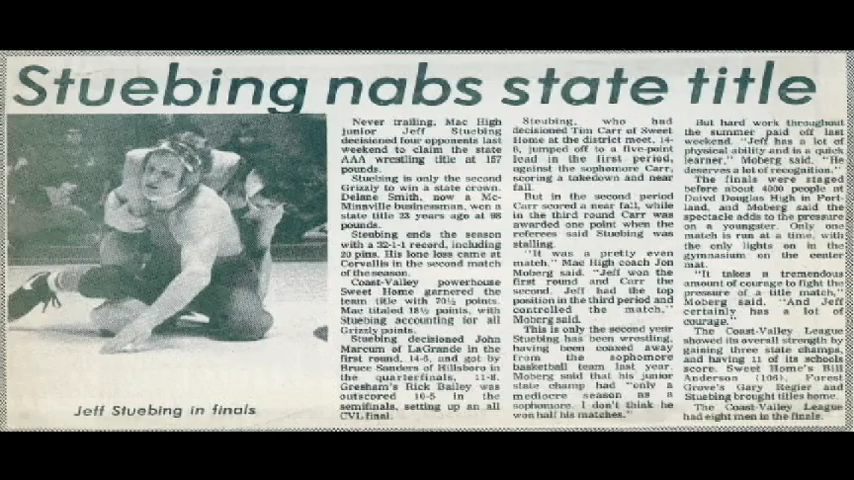 Stuebing nabs state title
Never trailing, Mac High
junior Jeff Stuebing
decisioned four opponents last
weekend to claim the state
AAA wrestling title at 157
pounds.
Stuebing is only the second
Grizzly to win a state crown.
Delane Smith, now a Mc-
Minnville businessman, won a
state title 23 years ago at 98
pounds.
Stuebing ends the season
with a 32-1-1 record, including
20 pins. His lone loss came at
Corvallis in the second match
of the season.
Coast-Valley powerhouse
Sweet Home garnered the
team title with 70½ points.
Mac totaled 18½ points, with
Stuebing accounting for all
Grizzly points.
Stuebing decisioned John
Marcum of LaGrande in the
first round, 14-5, and got by
Bruce Sanders of Hillsboro in
the quarterfinals, 11-8.
Gresham's Rick Bailey was
outscored 10-5 in the
semifinals, setting up an all
CVL final.
Steubing, who had
decisioned Tim Carr of Sweet
Home at the district meet, 14-
6, jumped off to a five-point
lead in the first period,
against the sophomore Carr,
scoring a takedown and near
fall.
But in the second period
Carr scored a near fall, while
in the third round Carr was
awarded one point when the
referees said Stuebing was
stalling.
"It was a pretty even
match," Mac High coach Jon
Moberg said. "Jeff won the
first round and Carr the
second. Jeff had the top
position in the third period and
controlled the match,"
Moberg said.
This is only the second year
Stuebing has been wrestling,
having been coaxed away
from the sophomore
basketball team last year.
Moberg said that his junior
state champ had "only a
mediocre season as a
sophomore. I don't think he
won half his matches."
But hard work throughout
the summer paid off last
weekend. "Jeff has a lot of
physical ability and is a quick
learner," Moberg said. "He
deserves a lot of recognition."
The finals were staged
before about 4000 people at
Daivd Douglas High in Port-
land, and Moberg said the
spectacle adds to the pressure
on a youngster. Only one
match is run at a time, with
the only lights on in the
gymnasium on the center
mat.
"It takes a tremendous
amount of courage to fight the
pressure of a title match,"
Moberg said. "And Jeff
certainly has a lot of
courage."
The Coast-Valley League
showed its overall strength by
gaining three state champs,
and having 11 of its schools
score. Sweet Home's Bill
Anderson (106), Forest
Grove's Gary Regier and
Stuebing brought titles home.
The Coast-Valley League
had eight men in the finals.
Jeff Stuebing in finals